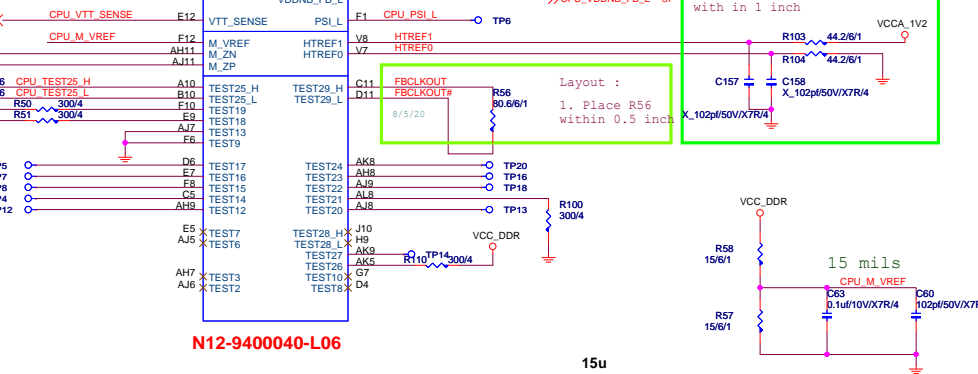 CPU_VTT_SENSE E12 VTT_SENSE PSI_L F1 CPU_PSI_L TP6
with in 1 inch
VCCA_1V2
CPU_M_VREF F12 M_VREF HTREF1 V8 HTREF1
AH11 M_ZN HTREF0 V7 HTREF0
AJ11 M_ZP
R103 44.2/6/1
R104 44.2/6/1
C157 C158
X_102pf/50V/X7R/4
X_102pf/50V/X7R/4
CPU_TEST25_H A10 TEST25_H TEST29_H C11 FBCLKOUT
CPU_TEST25_L B10 TEST25_L TEST29_L D11 FBCLKOUT#
R50 300/4 F10 TEST19
R51 300/4 E9 TEST18
AJ7 TEST13
F6 TEST9
R56
80.6/6/1
8/5/20
Layout :
1. Place R56
within 0.5 inch
D6 TEST17 TEST24 AK8 TP20
E7 TEST16 TEST23 AH8 TP16
F8 TEST15 TEST22 AJ9 TP18
C5 TEST14 TEST21 AL8
TP12 AH9 TEST12 TEST20 AJ8 TP13
R100
300/4
E5 TEST7 TEST28_H J10
AJ5 TEST6 TEST28_L H9
TEST27 AK9 TP14
TEST26 AK5 R110 300/4 VCC_DDR
AH7 TEST3 TEST10 G7
AJ6 TEST2 TEST8 D4
VCC_DDR
R58
15/6/1
15 mils
CPU_M_VREF
C63
0.1uf/10V/X7R/4
C60
R57
15/6/1
N12-9400040-L06
15u